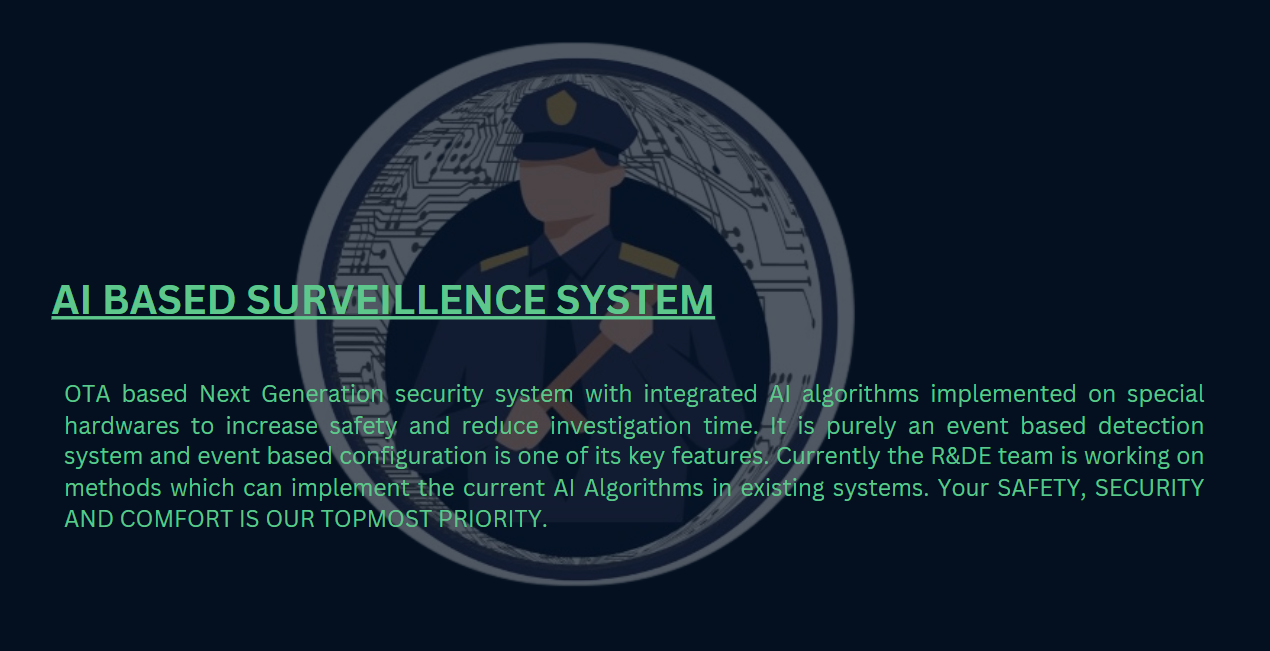 AI BASED SURVEILLENCE SYSTEM
OTA based Next Generation security system with integrated AI algorithms implemented on special
hardwares to increase safety and reduce investigation time. It is purely an event based detection
system and event based configuration is one of its key features. Currently the R&DE team is working on
methods which can implement the current AI Algorithms in existing systems. Your SAFETY, SECURITY
AND COMFORT IS OUR TOPMOST PRIORITY.